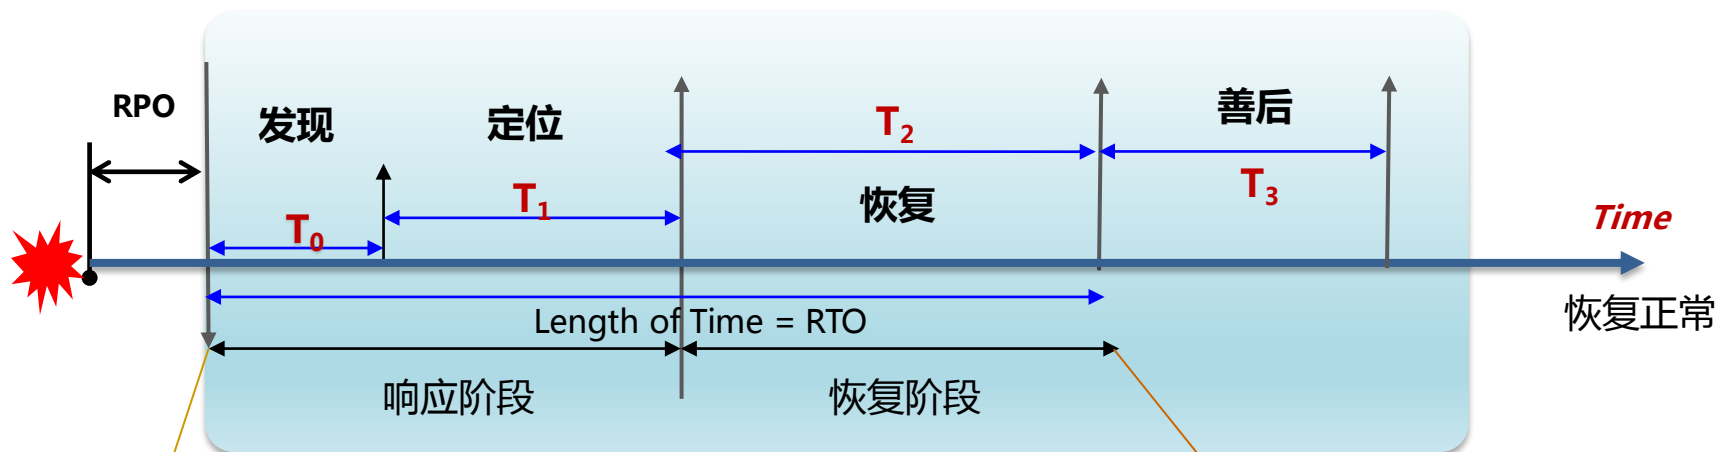 RPO
发现
定位
T₂
善后
T₀
T₁
恢复
T₃
Time
Length of Time = RTO
恢复正常
响应阶段
恢复阶段